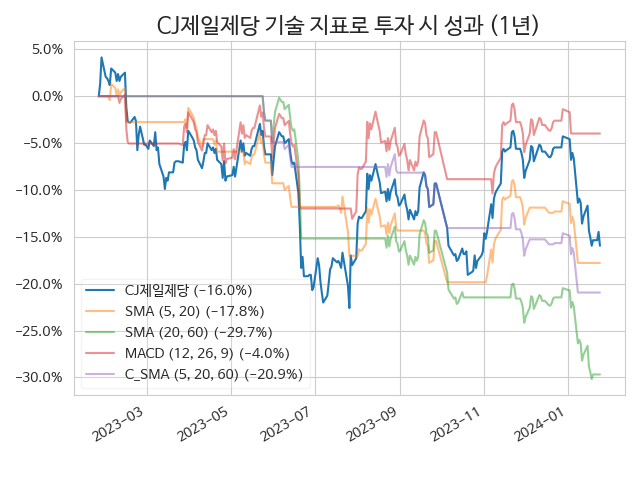 CJ제일제당 기술 지표로 투자 시 성과 (1년)
5.0%
0.0%
−5.0%
−10.0%
−15.0%
−20.0%
−25.0%
−30.0%
CJ제일제당 (−16.0%)
SMA (5, 20) (−17.8%)
SMA (20, 60) (−29.7%)
MACD (12, 26, 9) (−4.0%)
C_SMA (5, 20, 60) (−20.9%)
2023-03
2023-05
2023-07
2023-09
2023-11
2024-01